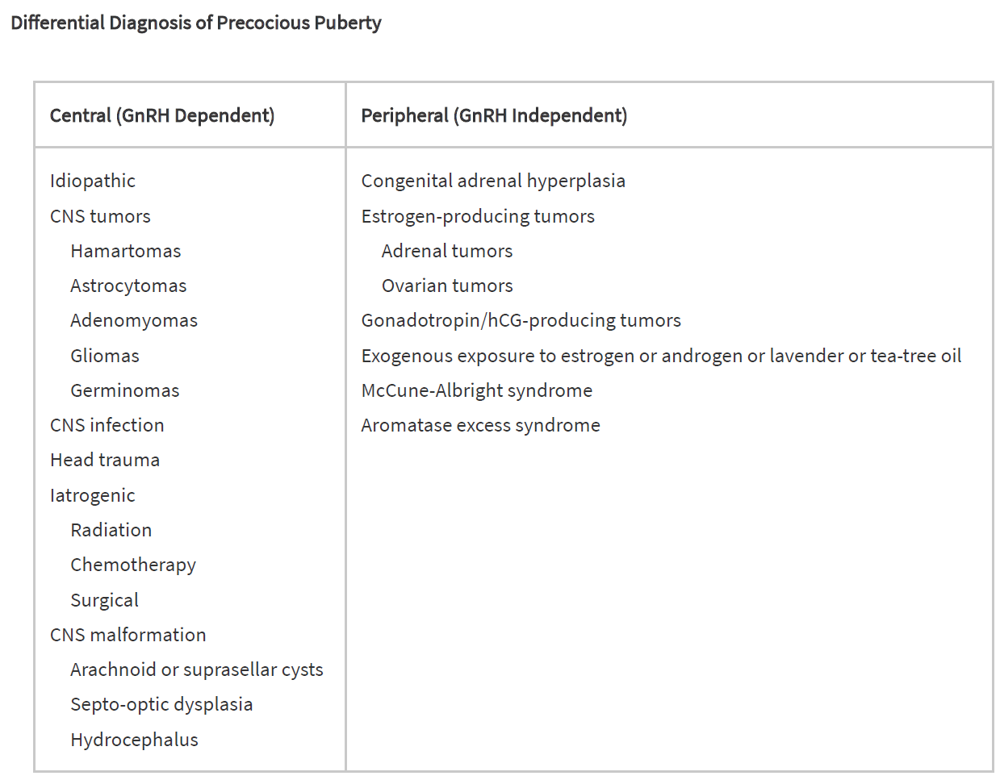 Differential Diagnosis of Precocious Puberty
Central (GnRH Dependent)
Peripheral (GnRH Independent)
Idiopathic
CNS tumors
Hamartomas
Astrocytomas
Adenomyomas
Gliomas
Germinomas
CNS infection
Head trauma
Iatrogenic
Radiation
Chemotherapy
Surgical
CNS malformation
Arachnoid or suprasellar cysts
Septo-optic dysplasia
Hydrocephalus
Congenital adrenal hyperplasia
Estrogen-producing tumors
Adrenal tumors
Ovarian tumors
Gonadotropin/hCG-producing tumors
Exogenous exposure to estrogen or androgen or lavender or tea-tree oil
McCune-Albright syndrome
Aromatase excess syndrome